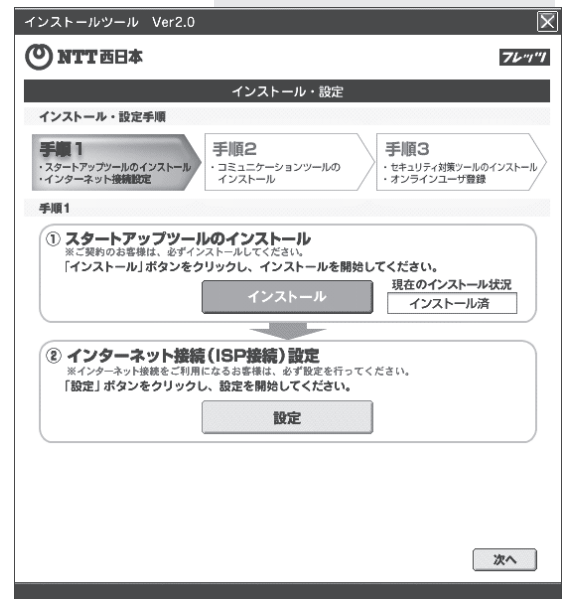 インストールツール Ver2.0
NTT西日本
フレッツ
インストール・設定
インストール・設定手順
手順1
・スタートアップツールのインストール
・インターネット接続設定
手順2
・コミュニケーションツールの
インストール
手順3
・セキュリティ対策ツールのインストール
・オンラインユーザ登録
手順1
① スタートアップツールのインストール
※ご契約のお客様は、必ずインストールしてください。
「インストール」ボタンをクリックし、インストールを開始してください。
現在のインストール状況
インストール
インストール済
② インターネット接続(ISP接続)設定
※インターネット接続をご利用になるお客様は、必ず設定を行ってください。
「設定」ボタンをクリックし、設定を開始してください。
設定
次へ